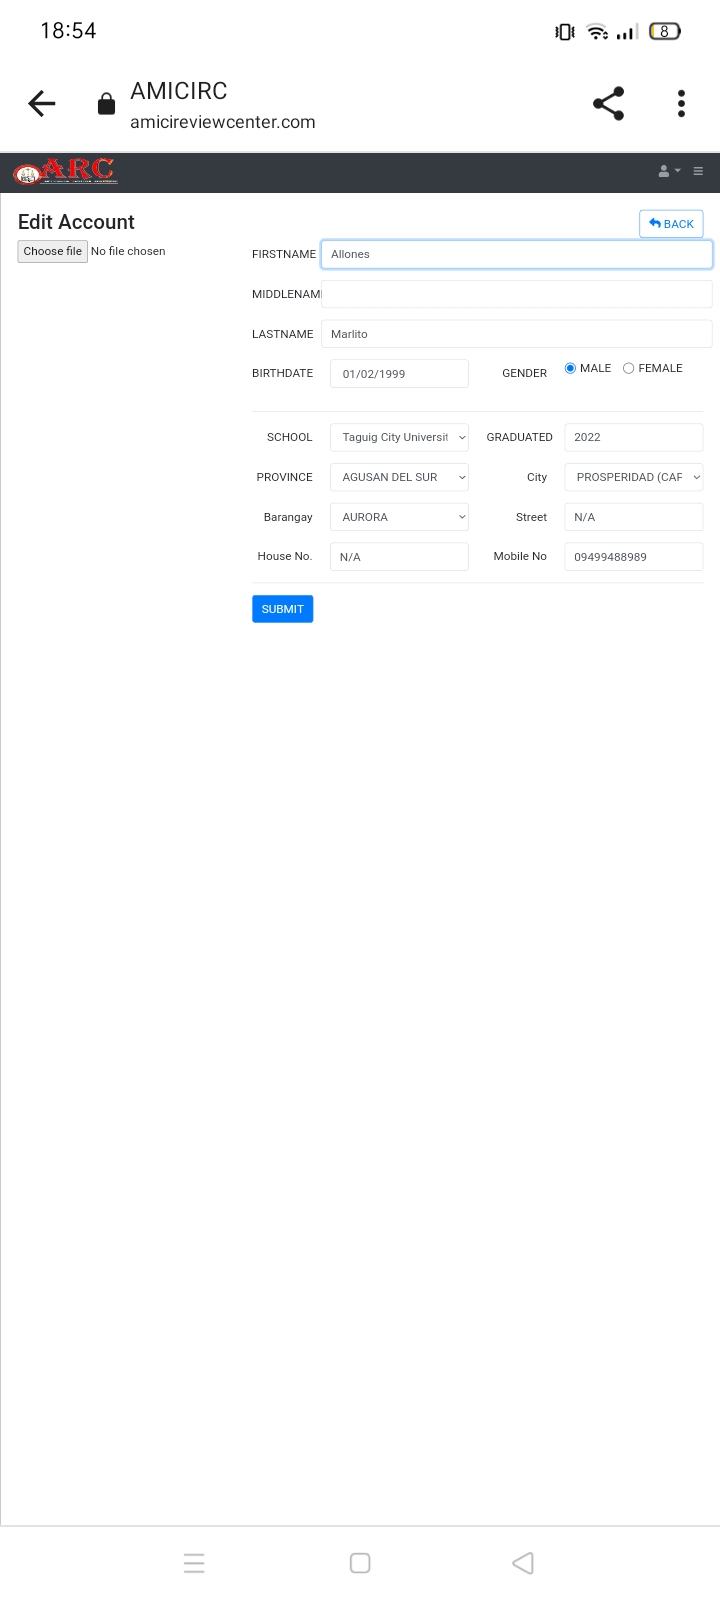 18:54
8
AMICIRC
amicireviewcenter.com
ARC
Edit Account
BACK
Choose file No file chosen
FIRSTNAME Allones
MIDDLENAM
LASTNAME Marlito
BIRTHDATE 01/02/1999 GENDER MALE FEMALE
SCHOOL Taguig City Universit GRADUATED 2022
PROVINCE AGUSAN DEL SUR City PROSPERIDAD (CAP
Barangay AURORA Street N/A
House No. N/A Mobile No 09499488989
SUBMIT